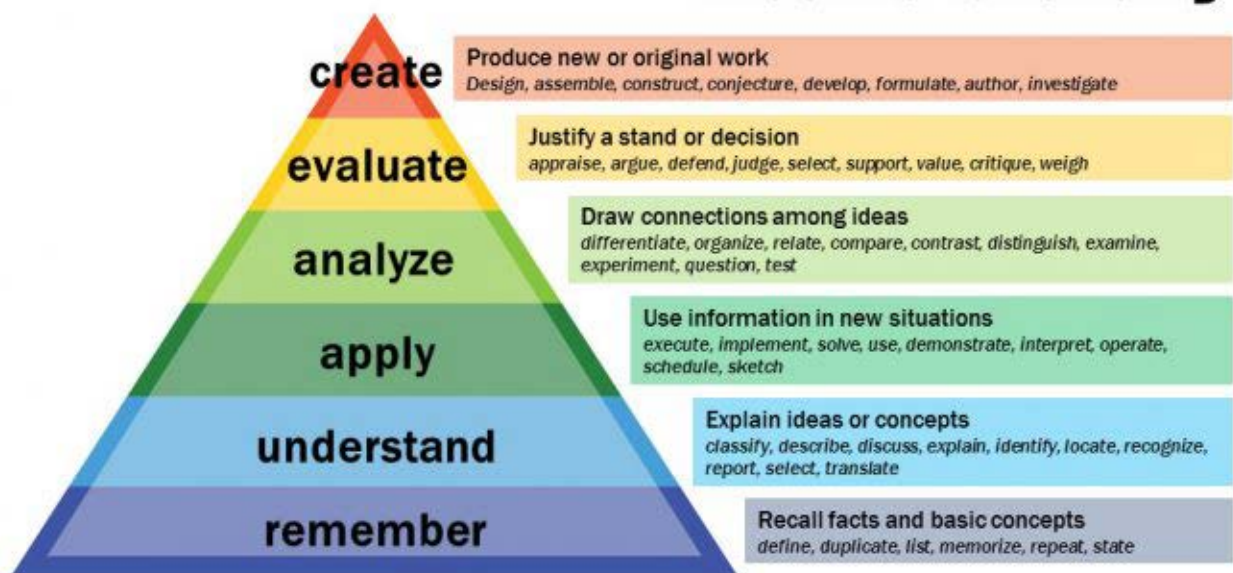 create
Produce new or original work
Design, assemble, construct, conjecture, develop, formulate, author, investigate
evaluate
Justify a stand or decision
appraise, argue, defend, judge, select, support, value, critique, weigh
analyze
Draw connections among ideas
differentiate, organize, relate, compare, contrast, distinguish, examine,
experiment, question, test
apply
Use information in new situations
execute, implement, solve, use, demonstrate, interpret, operate,
schedule, sketch
understand
Explain ideas or concepts
classify, describe, discuss, explain, identify, locate, recognize,
report, select, translate
remember
Recall facts and basic concepts
define, duplicate, list, memorize, repeat, state